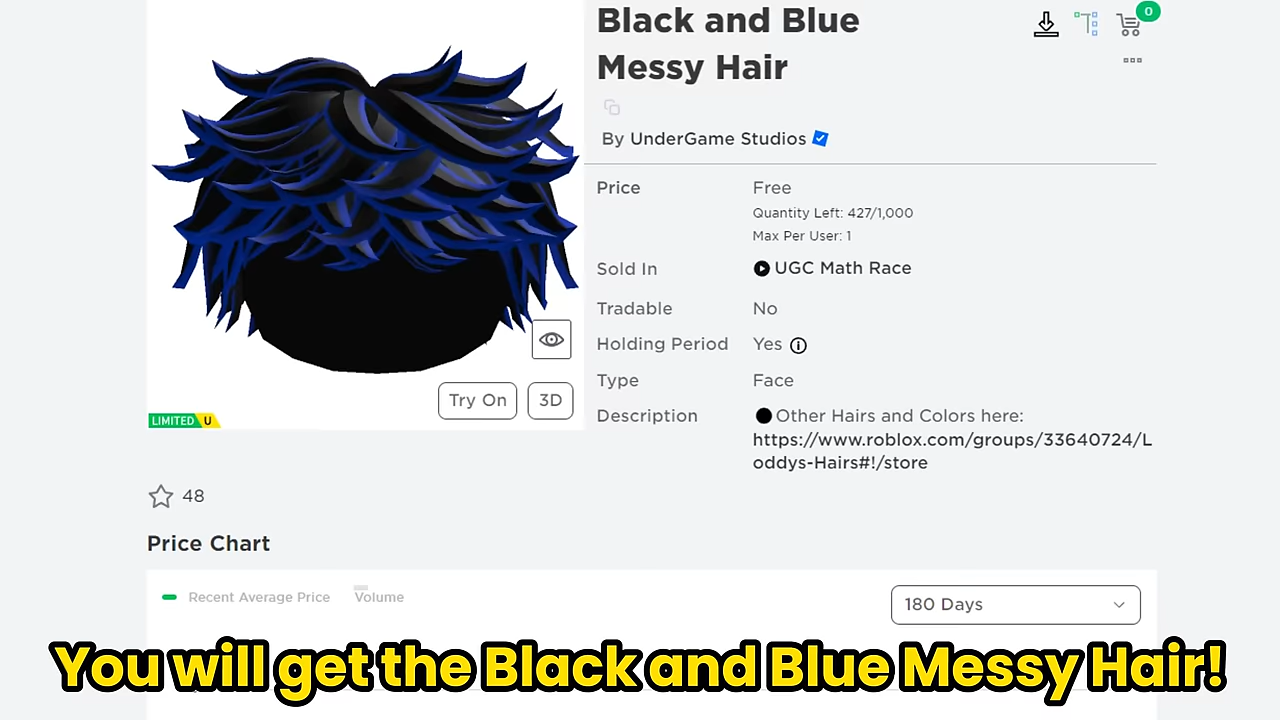 Black and Blue
Messy Hair
0
By UnderGame Studios
Price
Free
Quantity Left: 427/1,000
Max Per User: 1
Sold In
UGC Math Race
Tradable
No
Holding Period
Yes
Type
Face
Description
Other Hairs and Colors here:
https://www.roblox.com/groups/33640724/L
oddys-Hairs#!/store
Try On
3D
LIMITED U
48
Price Chart
Recent Average Price
Volume
180 Days
You will get the Black and Blue Messy Hair!